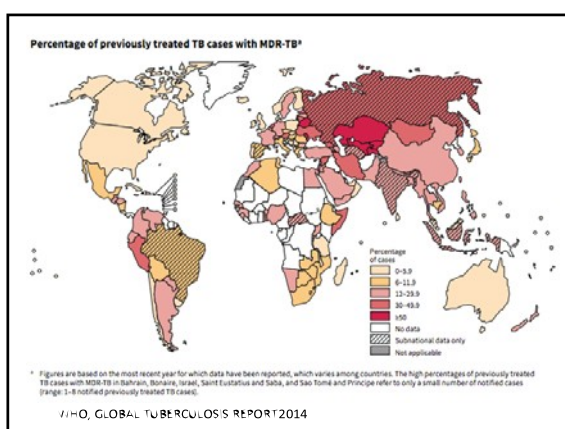 Percentage of previously treated TB cases with MDR-TB*
Percentage
of cases
0–5.9
6–11.9
12–29.9
30–49.9
≥50
No data
Subnational data only
Not applicable
* Figures are based on the most recent year for which data have been reported, which varies among countries. The high percentages of previously treated
TB cases with MDR-TB in Bahrain, Bonaire, Israel, Saint Eustatius and Saba, and Sao Tomé and Principe refer to only a small number of notified cases
(range: 1–8 notified previously treated TB cases).
WHO, GLOBAL TUBERCULOSIS REPORT 2014